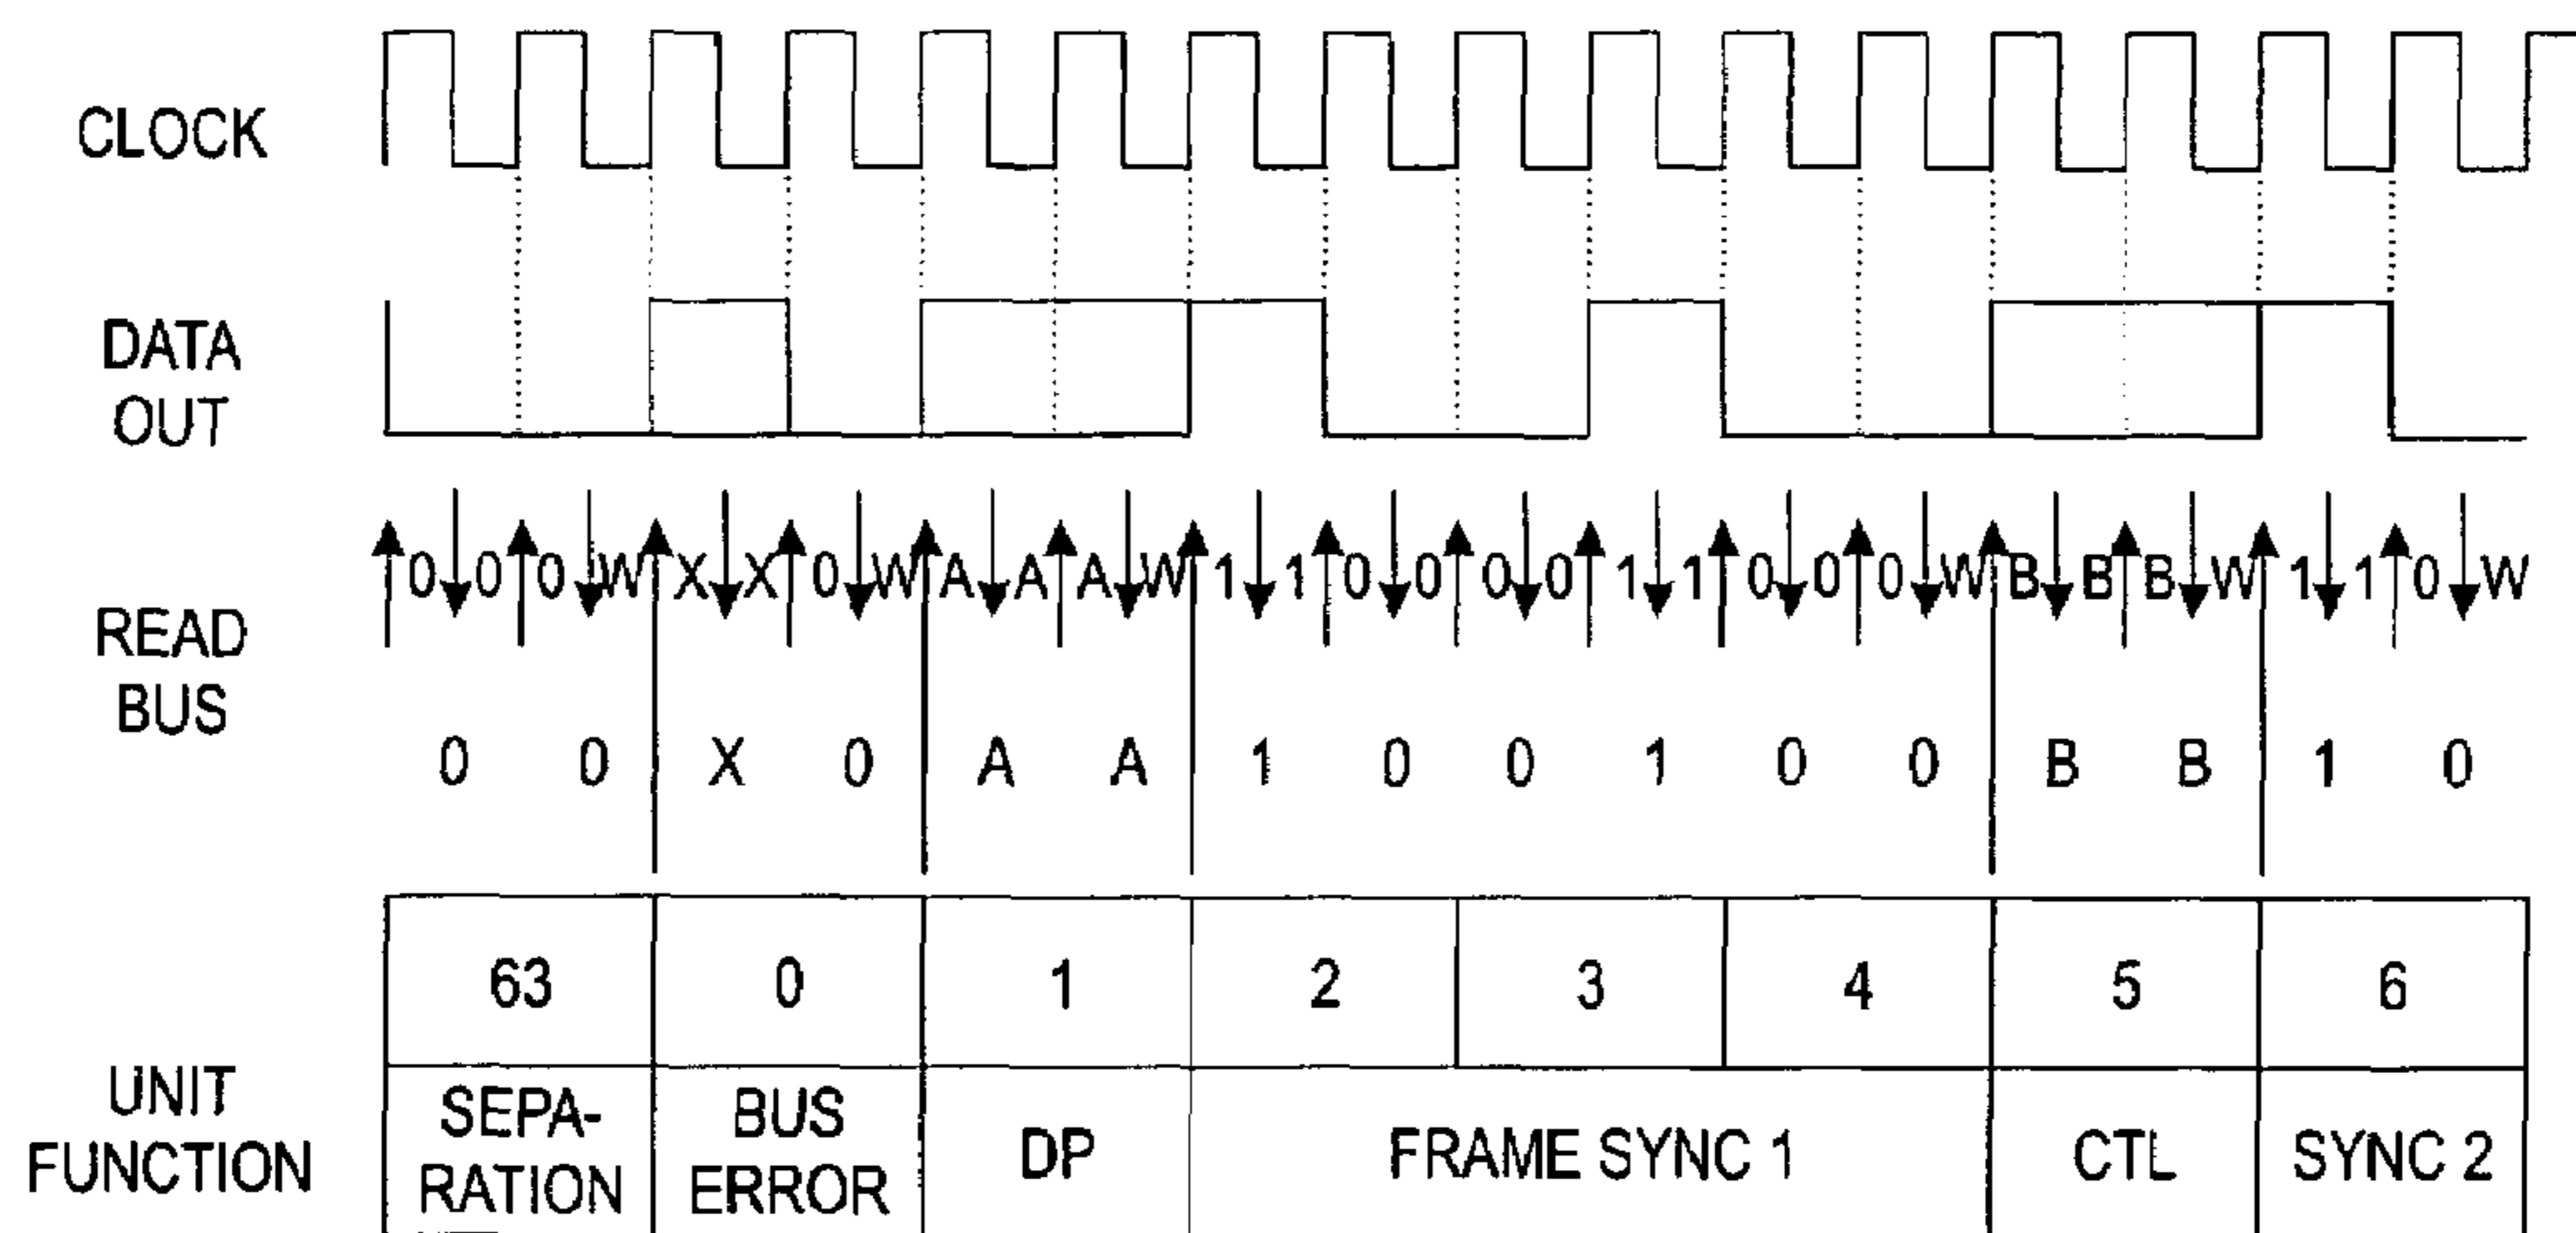 CLOCK
DATA
OUT
READ
BUS
0 0 0 W X X 0 W A A A W 1 1 0 0 0 0 1 1 0 0 0 W B B B W 1 1 0 W
0 0 X 0 A A 1 0 0 1 0 0 B B 1 0
63 0 1 2 3 4 5 6
UNIT
FUNCTION
SEPA-
RATION
BUS
ERROR
DP
FRAME SYNC 1
CTL
SYNC 2